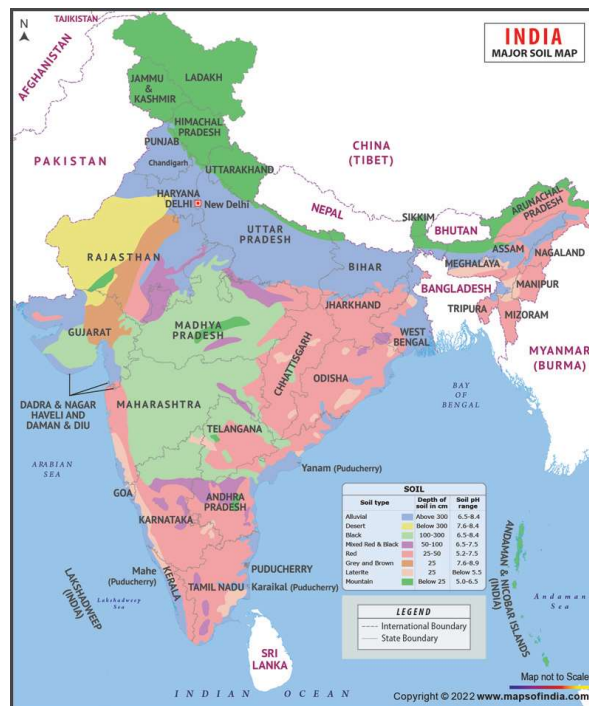 INDIA
MAJOR SOIL MAP
N
TAJIKISTAN
AFGHANISTAN
PAKISTAN
CHINA
(TIBET)
NEPAL
BHUTAN
BANGLADESH
MYANMAR
(BURMA)
SRI
LANKA
LADAKH
JAMMU
&
KASHMIR
HIMACHAL
PRADESH
PUNJAB
Chandigarh
UTTARAKHAND
HARYANA
DELHI
New Delhi
RAJASTHAN
UTTAR
PRADESH
BIHAR
SIKKIM
ARUNACHAL
PRADESH
ASSAM
NAGALAND
MEGHALAYA
MANIPUR
TRIPURA
MIZORAM
JHARKHAND
WEST
BENGAL
GUJARAT
MADHYA
PRADESH
CHHATTISGARH
ODISHA
DADRA & NAGAR
HAVELI AND
DAMAN & DIU
MAHARASHTRA
TELANGANA
Yanam (Puducherry)
GOA
ANDHRA
PRADESH
KARNATAKA
Mahe
(Puducherry)
KERALA
TAMIL NADU
PUDUCHERRY
Karaikal (Puducherry)
LAKSHADWEEP
(INDIA)
Lakshadweep
Sea
ARABIAN
SEA
BAY
OF
BENGAL
ANDAMAN & NICOBAR ISLANDS
(INDIA)
Andaman
Sea
INDIAN OCEAN
SOIL
Soil type Depth of soil in cm Soil pH range
Alluvial Above 300 6.5-8.4
Desert Below 300 7.6-8.4
Black 100-300 6.5-8.4
Mixed Red & Black 50-100 6.5-7.5
Red 25-50 5.2-7.5
Grey and Brown 25 7.6-8.9
Laterite 25 Below 5.5
Mountain Below 25 5.0-6.5
LEGEND
International Boundary
State Boundary
Map not to Scale
Copyright © 2022 www.mapsofindia.com